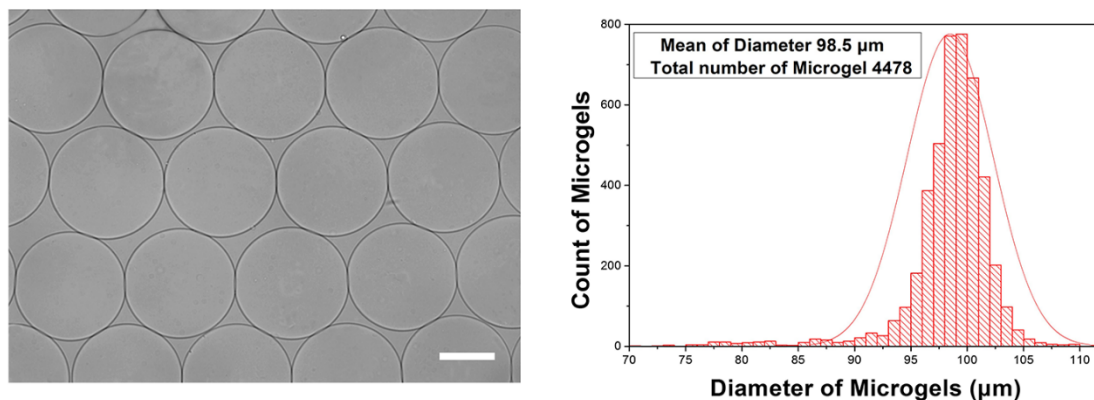 Mean of Diameter 98.5 µm
Total number of Microgel 4478
Count of Microgels
800
600
400
200
0
70 75 80 85 90 95 100 105 110
Diameter of Microgels (µm)